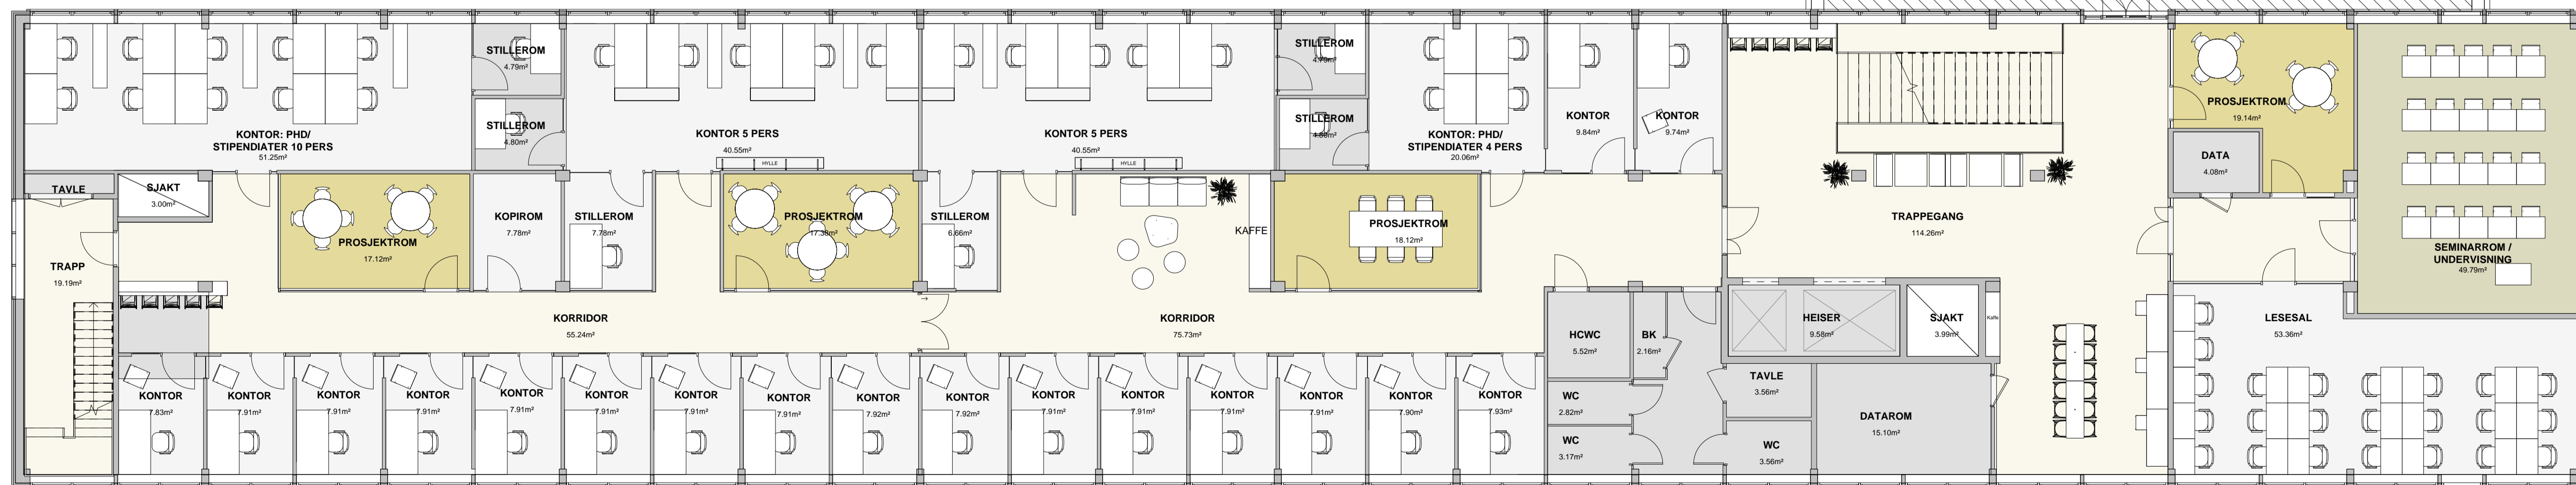 STILLEROM
4.79m²
STILLEROM
4.79m²
PROSJEKTROM
19.14m²
STILLEROM
4.80m²
STILLEROM
4.80m²
KONTOR: PHD/
STIPENDIATER 10 PERS
51.25m²
KONTOR 5 PERS
40.55m²
HYLLE
KONTOR 5 PERS
40.55m²
HYLLE
KONTOR: PHD/
STIPENDIATER 4 PERS
20.06m²
KONTOR
9.84m²
KONTOR
9.74m²
DATA
4.08m²
TAVLE
SJAKT
3.00m²
PROSJEKTROM
17.12m²
KOPIROM
7.78m²
STILLEROM
7.78m²
PROSJEKTROM
17.38m²
STILLEROM
6.66m²
KAFFE
PROSJEKTROM
18.12m²
TRAPPEGANG
114.26m²
SEMINARROM /
UNDERVISNING
49.79m²
TRAPP
19.19m²
KORRIDOR
55.24m²
KORRIDOR
75.73m²
HCWC
5.52m²
BK
2.16m²
HEISER
9.58m²
SJAKT
3.99m²
Kaffe
LESESAL
53.36m²
KONTOR
7.83m²
KONTOR
7.91m²
KONTOR
7.91m²
KONTOR
7.91m²
KONTOR
7.91m²
KONTOR
7.91m²
KONTOR
7.91m²
KONTOR
7.91m²
KONTOR
7.92m²
KONTOR
7.92m²
KONTOR
7.91m²
KONTOR
7.91m²
KONTOR
7.91m²
KONTOR
7.91m²
KONTOR
7.90m²
KONTOR
7.93m²
WC
2.82m²
WC
3.17m²
TAVLE
3.56m²
WC
3.56m²
DATAROM
15.10m²